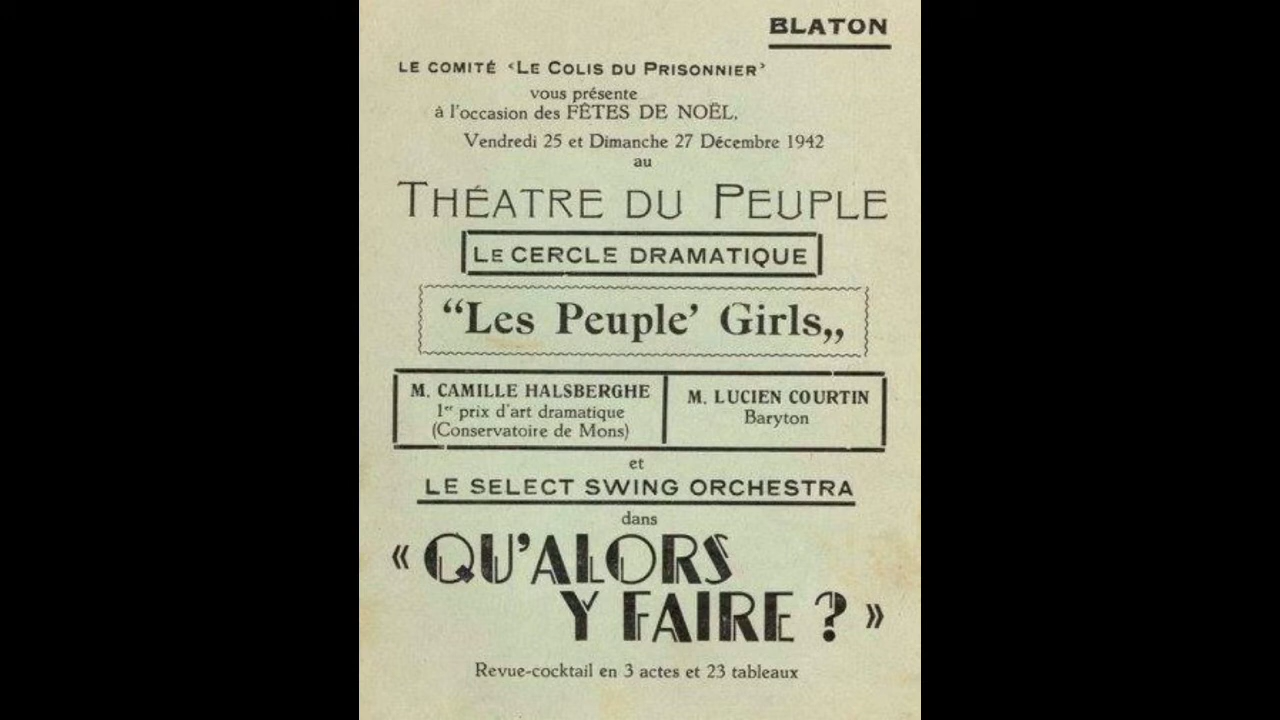 BLATON
LE COMITÉ ‹LE COLIS DU PRISONNIER›
vous présente
à l'occasion des FÊTES DE NOËL,
Vendredi 25 et Dimanche 27 Décembre 1942
au
THÉATRE DU PEUPLE
LE CERCLE DRAMATIQUE
“Les Peuple’ Girls„
M. CAMILLE HALSBERGHE
1er prix d'art dramatique
(Conservatoire de Mons)
M. LUCIEN COURTIN
Baryton
et
LE SELECT SWING ORCHESTRA
dans
« QU'ALORS
Y FAIRE ? »
Revue-cocktail en 3 actes et 23 tableaux